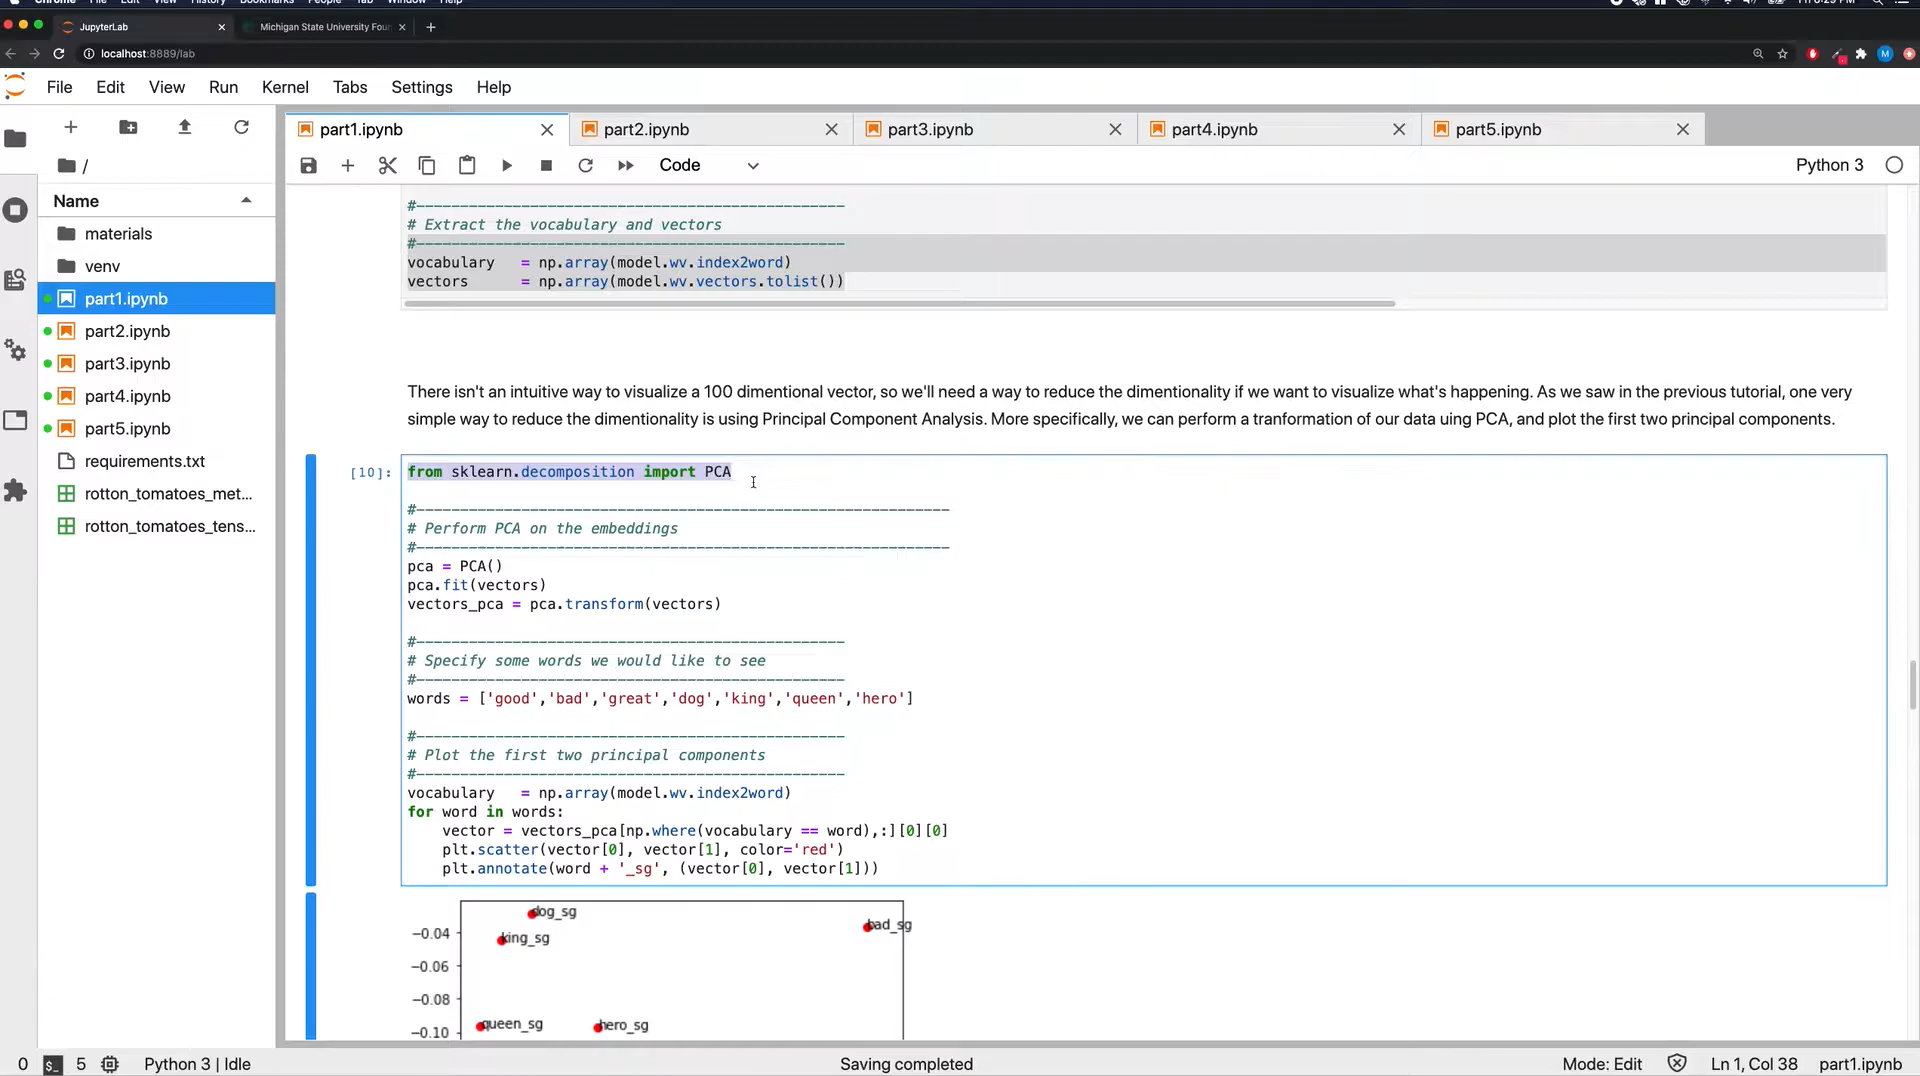 Chrome File Edit View History Bookmarks People Tab Window Help
JupyterLab
Michigan State University Foun
localhost:8889/lab
M
File Edit View Run Kernel Tabs Settings Help
part1.ipynb
part2.ipynb
part3.ipynb
part4.ipynb
part5.ipynb
Code
Python 3
/
Name
materials
venv
part1.ipynb
part2.ipynb
part3.ipynb
part4.ipynb
part5.ipynb
requirements.txt
rotton_tomatoes_met...
rotton_tomatoes_tens...
#-------------------------------------------------
# Extract the vocabulary and vectors
#-------------------------------------------------
vocabulary   = np.array(model.wv.index2word)
vectors      = np.array(model.wv.vectors.tolist())
There isn't an intuitive way to visualize a 100 dimentional vector, so we'll need a way to reduce the dimentionality if we want to visualize what's happening. As we saw in the previous tutorial, one very
simple way to reduce the dimentionality is using Principal Component Analysis. More specifically, we can perform a tranformation of our data uing PCA, and plot the first two principal components.
[10]:
from sklearn.decomposition import PCA
#-------------------------------------------------------------
# Perform PCA on the embeddings
#-------------------------------------------------------------
pca = PCA()
pca.fit(vectors)
vectors_pca = pca.transform(vectors)
#-------------------------------------------------
# Specify some words we would like to see
#-------------------------------------------------
words = ['good','bad','great','dog','king','queen','hero']
#-------------------------------------------------
# Plot the first two principal components
#-------------------------------------------------
vocabulary   = np.array(model.wv.index2word)
for word in words:
    vector = vectors_pca[np.where(vocabulary == word),:][0][0]
    plt.scatter(vector[0], vector[1], color='red')
    plt.annotate(word + '_sg', (vector[0], vector[1]))
dog_sg
bad_sg
−0.04
king_sg
−0.06
−0.08
queen_sg
hero_sg
−0.10
0
$_
5
Python 3 | Idle
Saving completed
Mode: Edit
Ln 1, Col 38
part1.ipynb